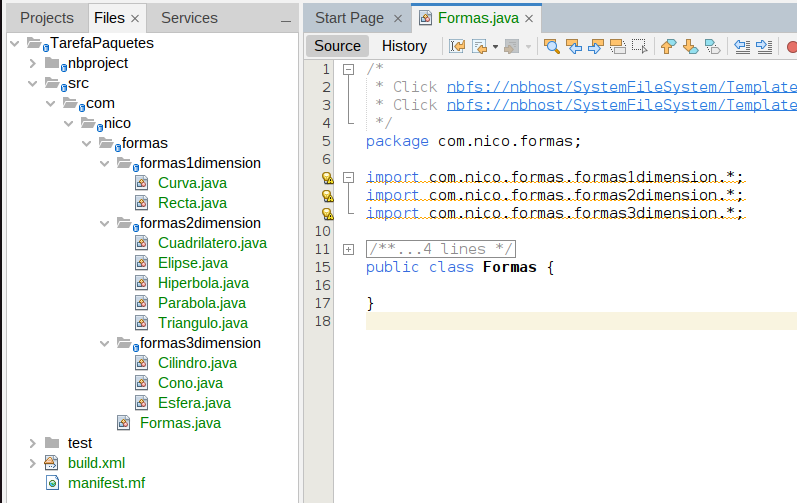 Projects Files × Services
TarefaPaquetes
nbproject
src
com
nico
formas
formas1dimension
Curva.java
Recta.java
formas2dimension
Cuadrilatero.java
Elipse.java
Hiperbola.java
Parabola.java
Triangulo.java
formas3dimension
Cilindro.java
Cono.java
Esfera.java
Formas.java
test
build.xml
manifest.mf
Start Page × Formas.java ×
Source History
1 /*
2 * Click nbfs://nbhost/SystemFileSystem/Template
3 * Click nbfs://nbhost/SystemFileSystem/Template
4 */
5 package com.nico.formas;
6
import com.nico.formas.formas1dimension.*;
import com.nico.formas.formas2dimension.*;
import com.nico.formas.formas3dimension.*;
10
11 /**...4 lines */
15 public class Formas {
16
17 }
18